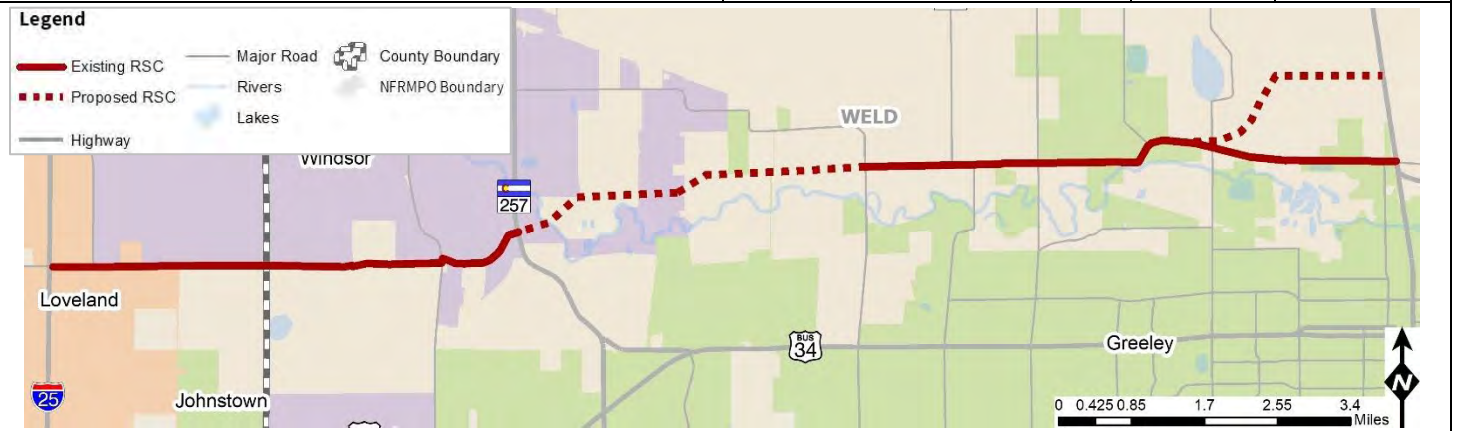 Legend
Existing RSC
Proposed RSC
Highway
Major Road
Rivers
Lakes
County Boundary
NFRMPO Boundary
Windsor
WELD
257
Loveland
BUS
34
Greeley
25
Johnstown
N
0 0.425 0.85 1.7 2.55 3.4
Miles